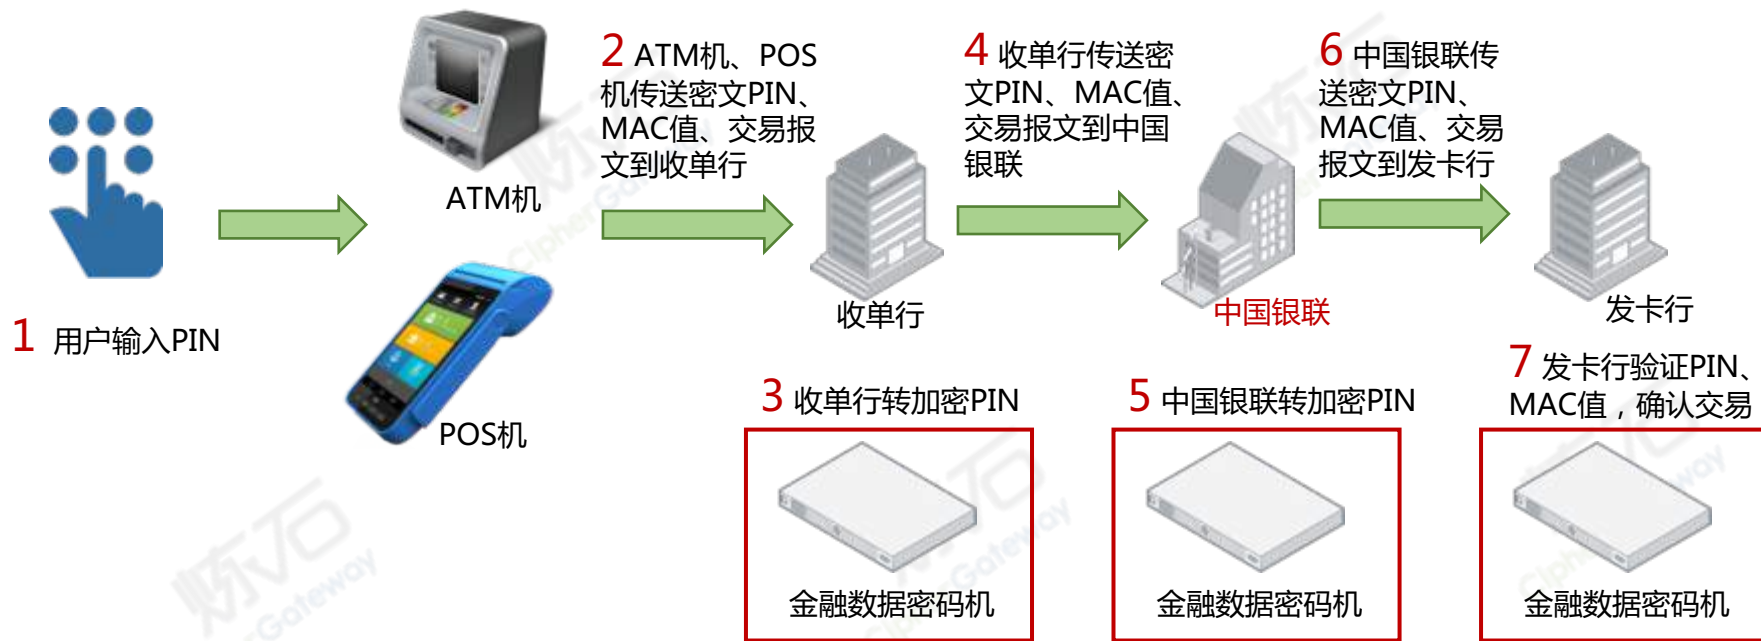 1 用户输入PIN
ATM机
POS机
2 ATM机、POS
机传送密文PIN、
MAC值、交易报
文到收单行
收单行
3 收单行转加密PIN
金融数据密码机
4 收单行传送密
文PIN、MAC值、
交易报文到中国
银联
中国银联
5 中国银联转加密PIN
金融数据密码机
6 中国银联传
送密文PIN、
MAC值、交易
报文到发卡行
发卡行
7 发卡行验证PIN、
MAC值，确认交易
金融数据密码机
炼石
CipherGateway